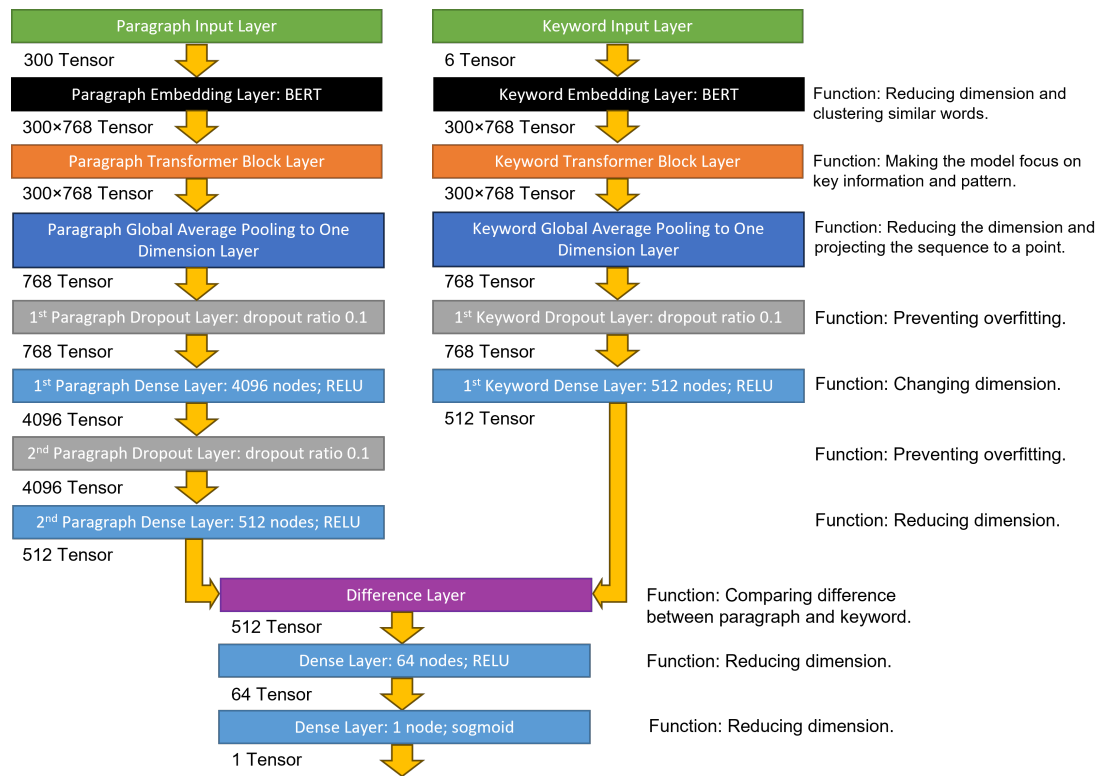 Paragraph Input Layer
Keyword Input Layer
300 Tensor
6 Tensor
Paragraph Embedding Layer: BERT
Keyword Embedding Layer: BERT
Function: Reducing dimension and
clustering similar words.
300×768 Tensor
300×768 Tensor
Paragraph Transformer Block Layer
Keyword Transformer Block Layer
Function: Making the model focus on
key information and pattern.
300×768 Tensor
300×768 Tensor
Paragraph Global Average Pooling to One
Dimension Layer
Keyword Global Average Pooling to One
Dimension Layer
Function: Reducing the dimension and
projecting the sequence to a point.
768 Tensor
768 Tensor
1st Paragraph Dropout Layer: dropout ratio 0.1
1st Keyword Dropout Layer: dropout ratio 0.1
Function: Preventing overfitting.
768 Tensor
768 Tensor
1st Paragraph Dense Layer: 4096 nodes; RELU
1st Keyword Dense Layer: 512 nodes; RELU
Function: Changing dimension.
4096 Tensor
512 Tensor
2nd Paragraph Dropout Layer: dropout ratio 0.1
Function: Preventing overfitting.
4096 Tensor
2nd Paragraph Dense Layer: 512 nodes; RELU
Function: Reducing dimension.
512 Tensor
Difference Layer
Function: Comparing difference
between paragraph and keyword.
512 Tensor
Dense Layer: 64 nodes; RELU
Function: Reducing dimension.
64 Tensor
Dense Layer: 1 node; sogmoid
Function: Reducing dimension.
1 Tensor